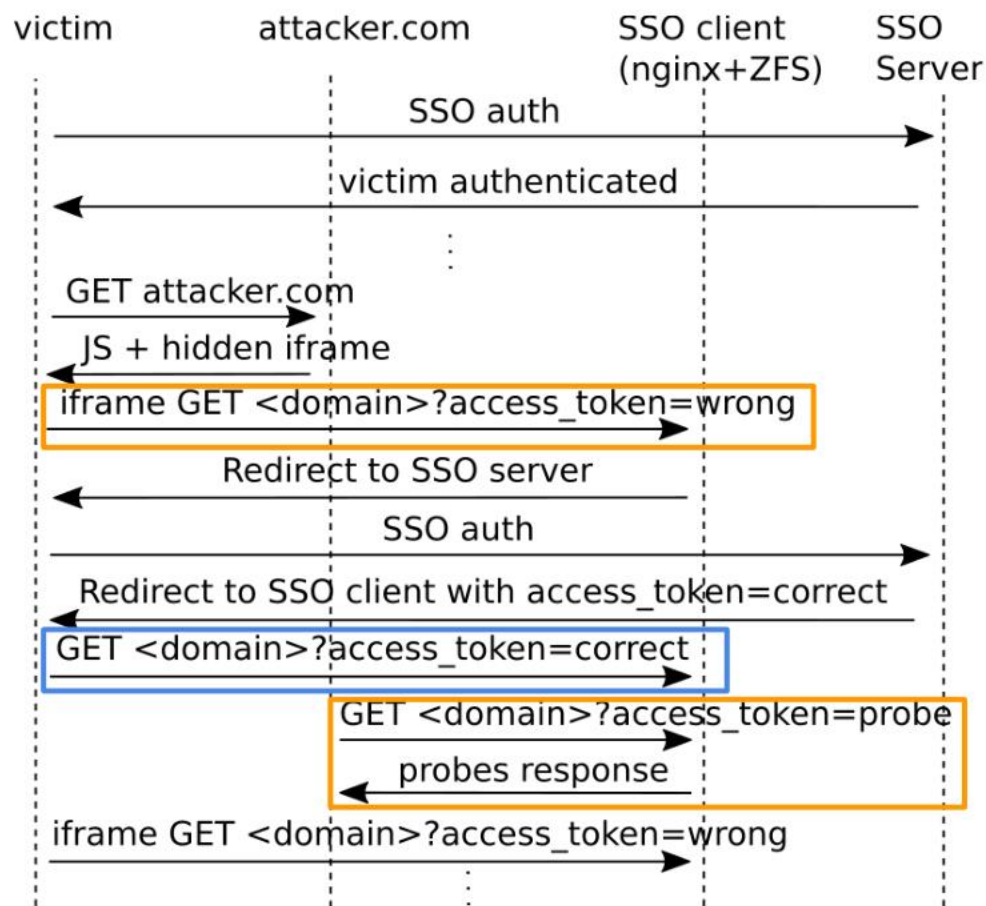 victim
attacker.com
SSO client
(nginx+ZFS)
SSO
Server
SSO auth
victim authenticated
GET attacker.com
JS + hidden iframe
iframe GET <domain>?access_token=wrong
Redirect to SSO server
SSO auth
Redirect to SSO client with access_token=correct
GET <domain>?access_token=correct
GET <domain>?access_token=probe
probes response
iframe GET <domain>?access_token=wrong